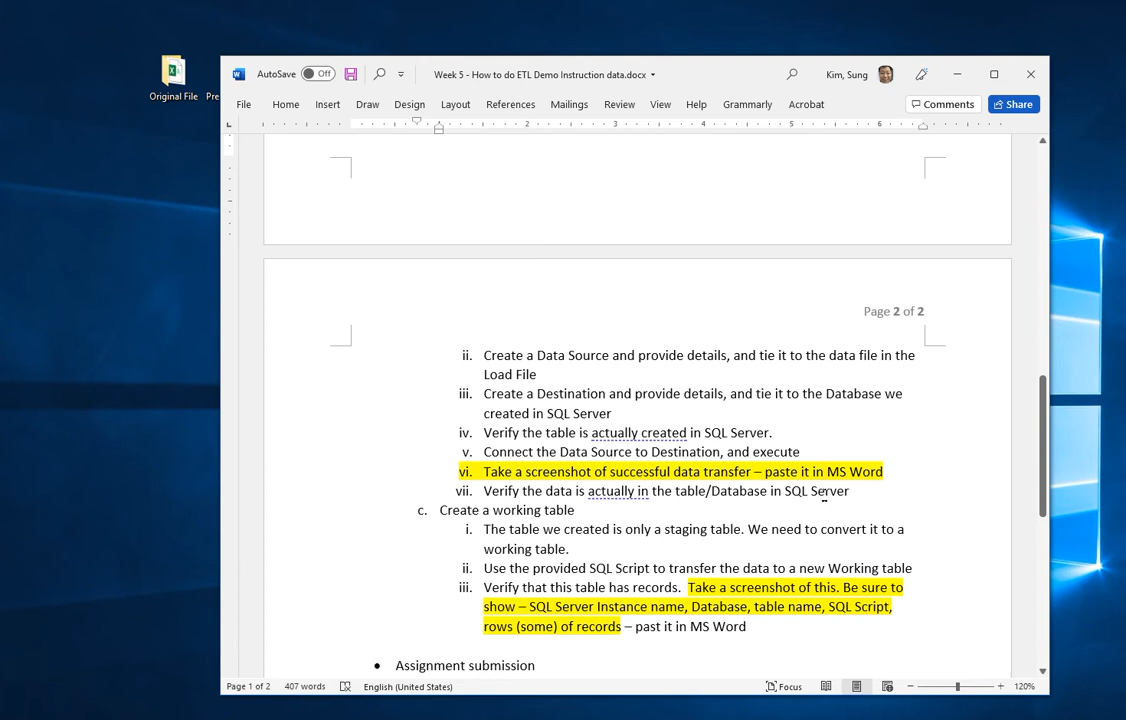 Original File
Pre
AutoSave Off
Week 5 - How to do ETL Demo Instruction data.docx
Kim, Sung
File Home Insert Draw Design Layout References Mailings Review View Help Grammarly Acrobat Comments Share
2 3 4 5 6
Page 2 of 2
ii. Create a Data Source and provide details, and tie it to the data file in the
Load File
iii. Create a Destination and provide details, and tie it to the Database we
created in SQL Server
iv. Verify the table is actually created in SQL Server.
v. Connect the Data Source to Destination, and execute
vi. Take a screenshot of successful data transfer – paste it in MS Word
vii. Verify the data is actually in the table/Database in SQL Server
c. Create a working table
i. The table we created is only a staging table. We need to convert it to a
working table.
ii. Use the provided SQL Script to transfer the data to a new Working table
iii. Verify that this table has records. Take a screenshot of this. Be sure to
show – SQL Server Instance name, Database, table name, SQL Script,
rows (some) of records – past it in MS Word
• Assignment submission
Page 1 of 2 407 words English (United States) Focus 120%